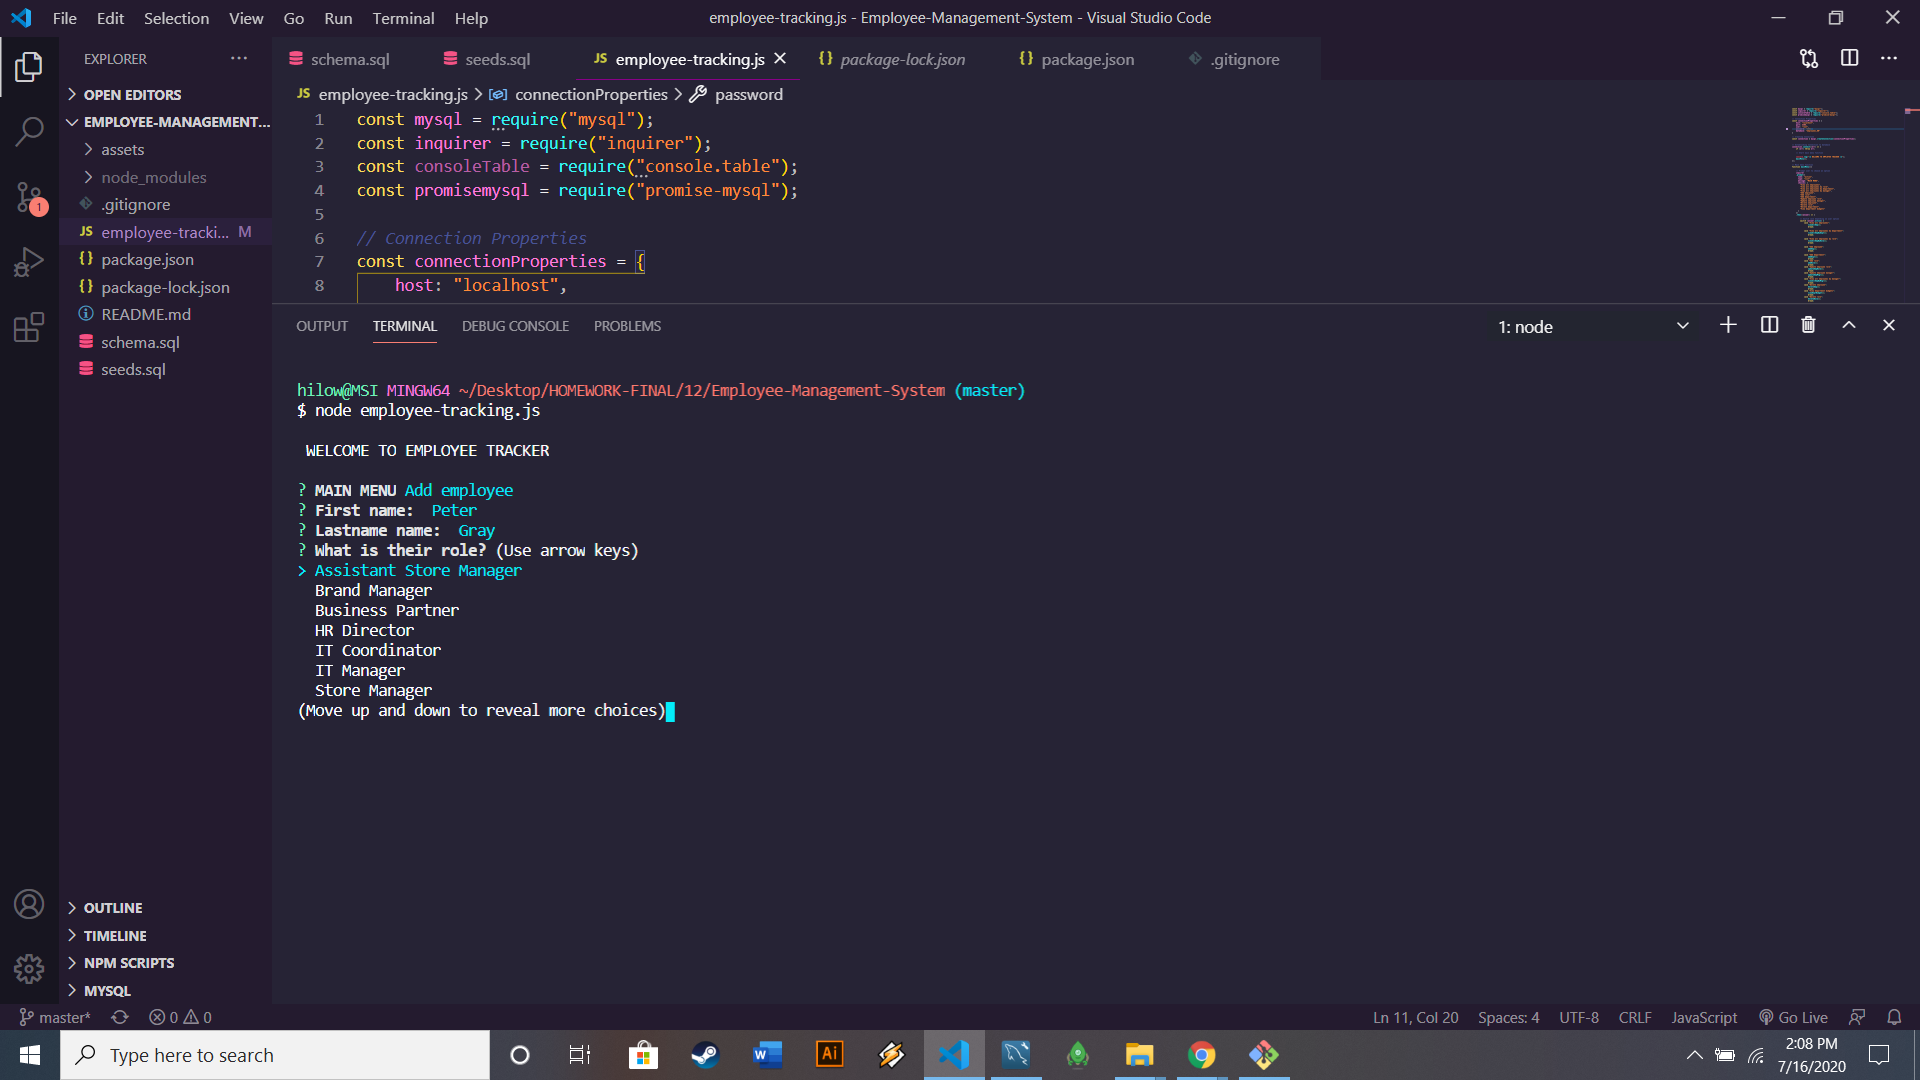 File Edit Selection View Go Run Terminal Help
employee-tracking.js - Employee-Management-System - Visual Studio Code
EXPLORER
OPEN EDITORS
EMPLOYEE-MANAGEMENT...
assets
node_modules
.gitignore
employee-tracki... M
package.json
package-lock.json
README.md
schema.sql
seeds.sql
OUTLINE
TIMELINE
NPM SCRIPTS
MYSQL
1
schema.sql seeds.sql JS employee-tracking.js {} package-lock.json {} package.json .gitignore
JS employee-tracking.js > connectionProperties > password
1 const mysql = require("mysql");
2 const inquirer = require("inquirer");
3 const consoleTable = require("console.table");
4 const promisemysql = require("promise-mysql");
5
6 // Connection Properties
7 const connectionProperties = {
8 host: "localhost",
OUTPUT TERMINAL DEBUG CONSOLE PROBLEMS
1: node
hilow@MSI MINGW64 ~/Desktop/HOMEWORK-FINAL/12/Employee-Management-System (master)
$ node employee-tracking.js
WELCOME TO EMPLOYEE TRACKER
? MAIN MENU Add employee
? First name: Peter
? Lastname name: Gray
? What is their role? (Use arrow keys)
> Assistant Store Manager
Brand Manager
Business Partner
HR Director
IT Coordinator
IT Manager
Store Manager
(Move up and down to reveal more choices)
master* 0 0
Ln 11, Col 20 Spaces: 4 UTF-8 CRLF JavaScript Go Live
Type here to search
W
Ai
2:08 PM
7/16/2020